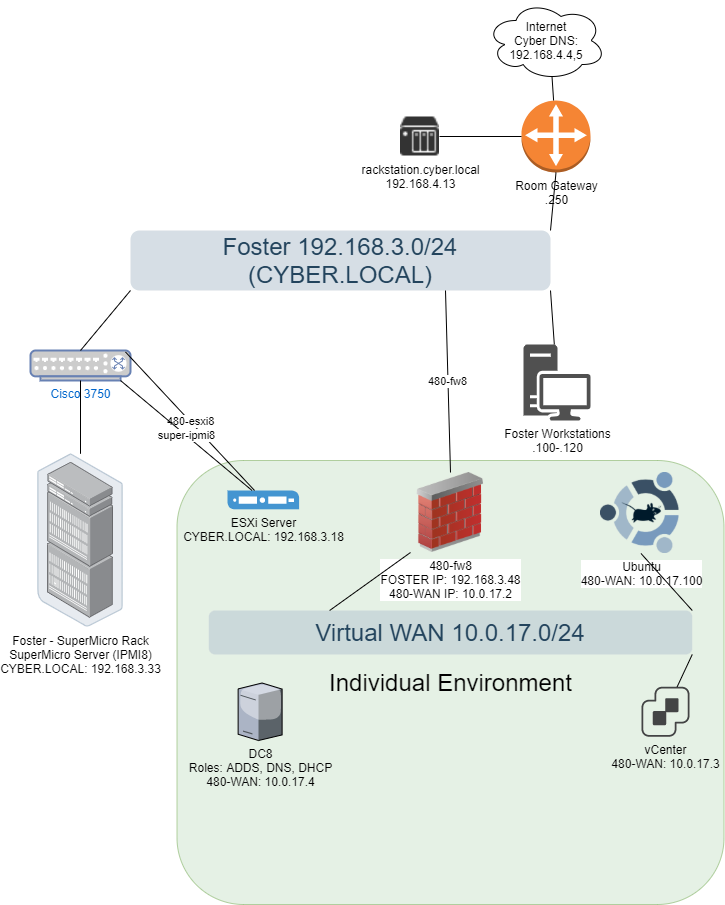 Internet
Cyber DNS:
192.168.4.4,5
rackstation.cyber.local
192.168.4.13
Room Gateway
.250
Foster 192.168.3.0/24
(CYBER.LOCAL)
Cisco 3750
480-fw8
480-esxi8
super-ipmi8
Foster Workstations
.100-.120
ESXi Server
CYBER.LOCAL: 192.168.3.18
480-fw8
FOSTER IP: 192.168.3.48
480-WAN IP: 10.0.17.2
Ubuntu
480-WAN: 10.0.17.100
Foster - SuperMicro Rack
SuperMicro Server (IPMI8)
CYBER.LOCAL: 192.168.3.33
Virtual WAN 10.0.17.0/24
Individual Environment
DC8
Roles: ADDS, DNS, DHCP
480-WAN: 10.0.17.4
vCenter
480-WAN: 10.0.17.3